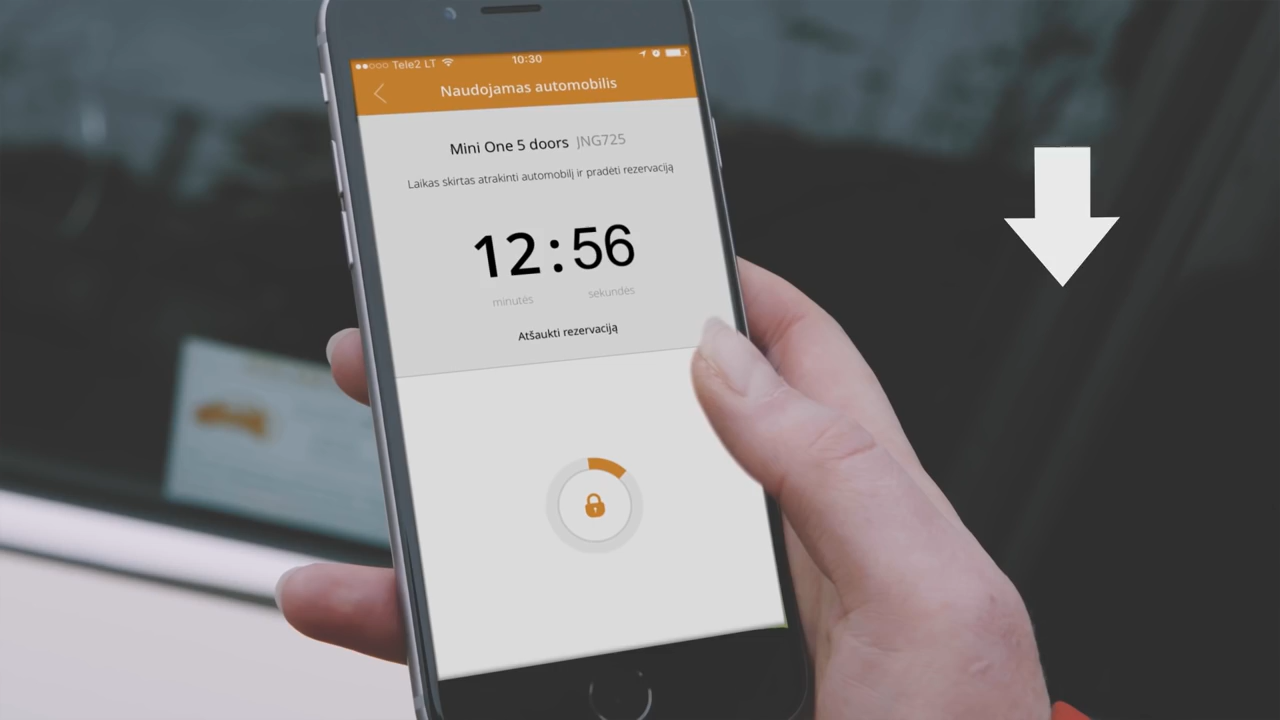 Tele2 LT 10:30
Naudojamas automobilis
Mini One 5 doors JNG725
Laikas skirtas atrakinti automobilį ir pradėti rezervaciją
12:56
minutės sekundės
Atšaukti rezervaciją